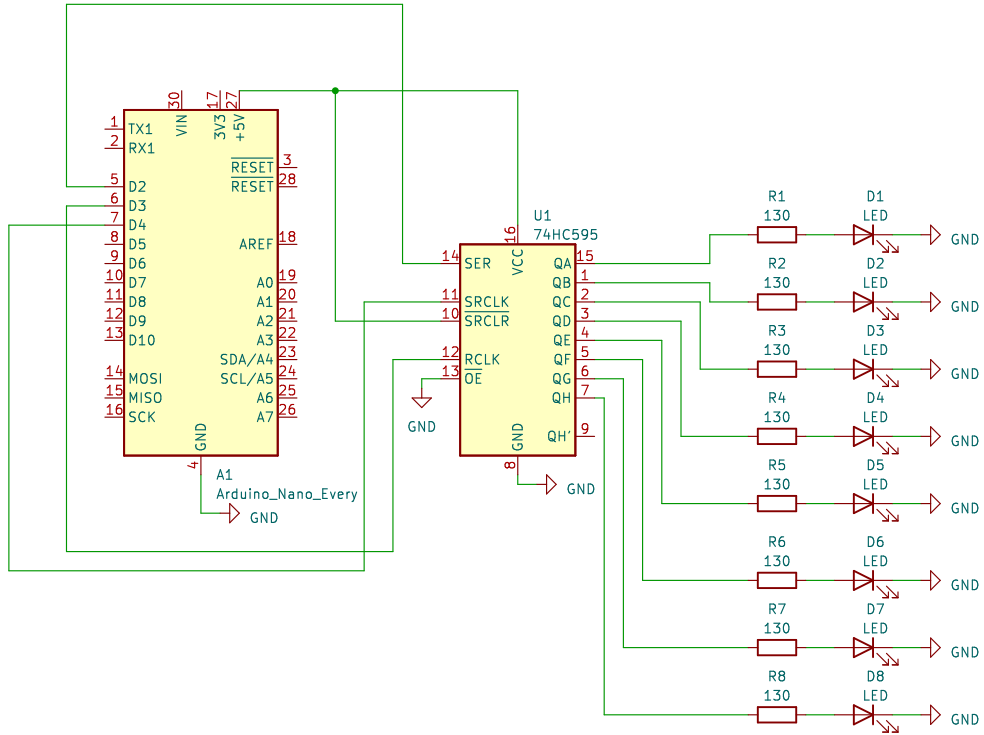 30
VIN
17
3V3
27
+5V
1 TX1
2 RX1
RESET 3
RESET 28
5 D2
6 D3
7 D4
8 D5
9 D6
10 D7
11 D8
12 D9
13 D10
14 MOSI
15 MISO
16 SCK
AREF 18
A0 19
A1 20
A2 21
A3 22
SDA/A4 23
SCL/A5 24
A6 25
A7 26
GND
4
A1
Arduino_Nano_Every
GND
U1
74HC595
16
VCC
14 SER
11 SRCLK
10 SRCLR
12 RCLK
13 OE
GND
QA 15
QB 1
QC 2
QD 3
QE 4
QF 5
QG 6
QH 7
QH' 9
GND
8
GND
R1
130
D1
LED
GND
R2
130
D2
LED
GND
R3
130
D3
LED
GND
R4
130
D4
LED
GND
R5
130
D5
LED
GND
R6
130
D6
LED
GND
R7
130
D7
LED
GND
R8
130
D8
LED
GND